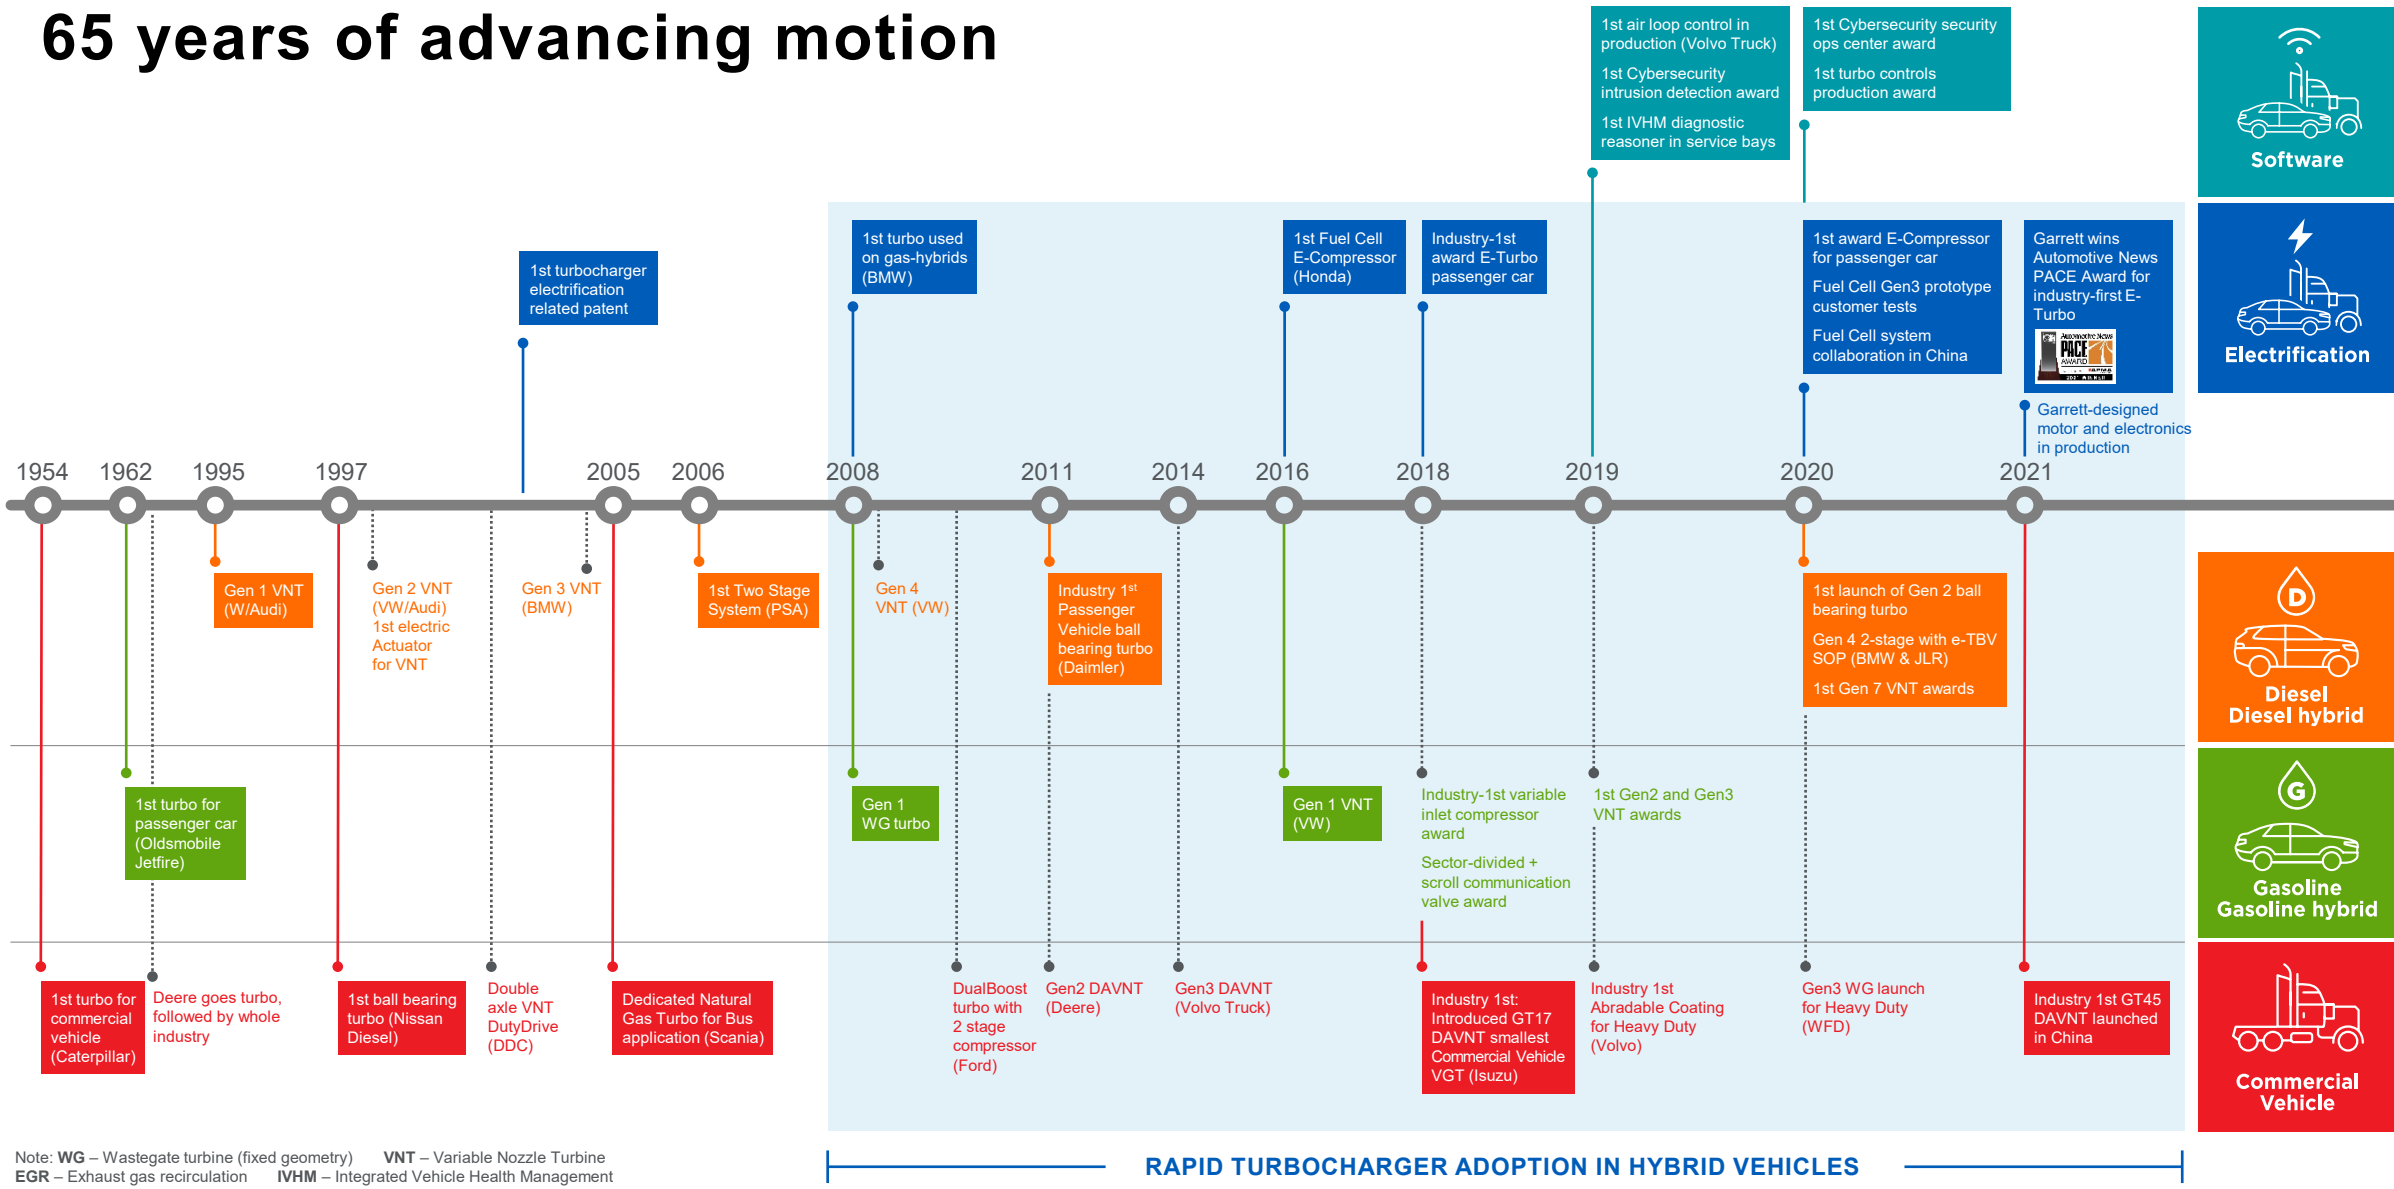 65 years of advancing motion
1st air loop control in
production (Volvo Truck)
1st Cybersecurity
intrusion detection award
1st IVHM diagnostic
reasoner in service bays
1st Cybersecurity security
ops center award
1st turbo controls
production award
Software
1st turbocharger
electrification
related patent
1st turbo used
on gas-hybrids
(BMW)
1st Fuel Cell
E-Compressor
(Honda)
Industry-1st
award E-Turbo
passenger car
1st award E-Compressor
for passenger car
Fuel Cell Gen3 prototype
customer tests
Fuel Cell system
collaboration in China
Garrett wins
Automotive News
PACE Award for
industry-first E-
Turbo
Automotive News
PACE
AWARD
Garrett-designed
motor and electronics
in production
Electrification
1954 1962 1995 1997 2005 2006 2008 2011 2014 2016 2018 2019 2020 2021
Gen 1 VNT
(W/Audi)
Gen 2 VNT
(VW/Audi)
1st electric
Actuator
for VNT
Gen 3 VNT
(BMW)
1st Two Stage
System (PSA)
Gen 4
VNT (VW)
Industry 1st
Passenger
Vehicle ball
bearing turbo
(Daimler)
1st launch of Gen 2 ball
bearing turbo
Gen 4 2-stage with e-TBV
SOP (BMW & JLR)
1st Gen 7 VNT awards
D
Diesel
Diesel hybrid
1st turbo for
passenger car
(Oldsmobile
Jetfire)
Gen 1
WG turbo
Gen 1 VNT
(VW)
Industry-1st variable
inlet compressor
award
Sector-divided +
scroll communication
valve award
1st Gen2 and Gen3
VNT awards
G
Gasoline
Gasoline hybrid
1st turbo for
commercial
vehicle
(Caterpillar)
Deere goes turbo,
followed by whole
industry
1st ball bearing
turbo (Nissan
Diesel)
Double
axle VNT
DutyDrive
(DDC)
Dedicated Natural
Gas Turbo for Bus
application (Scania)
DualBoost
turbo with
2 stage
compressor
(Ford)
Gen2 DAVNT
(Deere)
Gen3 DAVNT
(Volvo Truck)
Industry 1st:
Introduced GT17
DAVNT smallest
Commercial Vehicle
VGT (Isuzu)
Industry 1st
Abradable Coating
for Heavy Duty
(Volvo)
Gen3 WG launch
for Heavy Duty
(WFD)
Industry 1st GT45
DAVNT launched
in China
Commercial
Vehicle
Note: WG – Wastegate turbine (fixed geometry) VNT – Variable Nozzle Turbine
EGR – Exhaust gas recirculation IVHM – Integrated Vehicle Health Management
RAPID TURBOCHARGER ADOPTION IN HYBRID VEHICLES